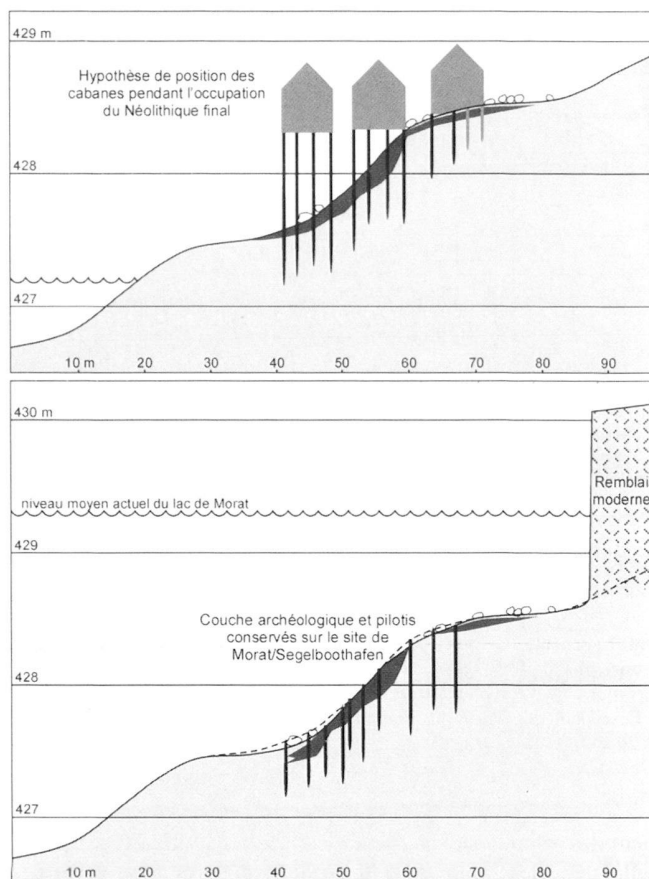 429 m
Hypothèse de position des
cabanes pendant l'occupation
du Néolithique final
428
427
10 m 20 30 40 50 60 70 80 90
430 m
Remblai
moderne
niveau moyen actuel du lac de Morat
429
Couche archéologique et pilotis
conservés sur le site de
Morat/Segelboothafen
428
427
10 m 20 30 40 50 60 70 80 90